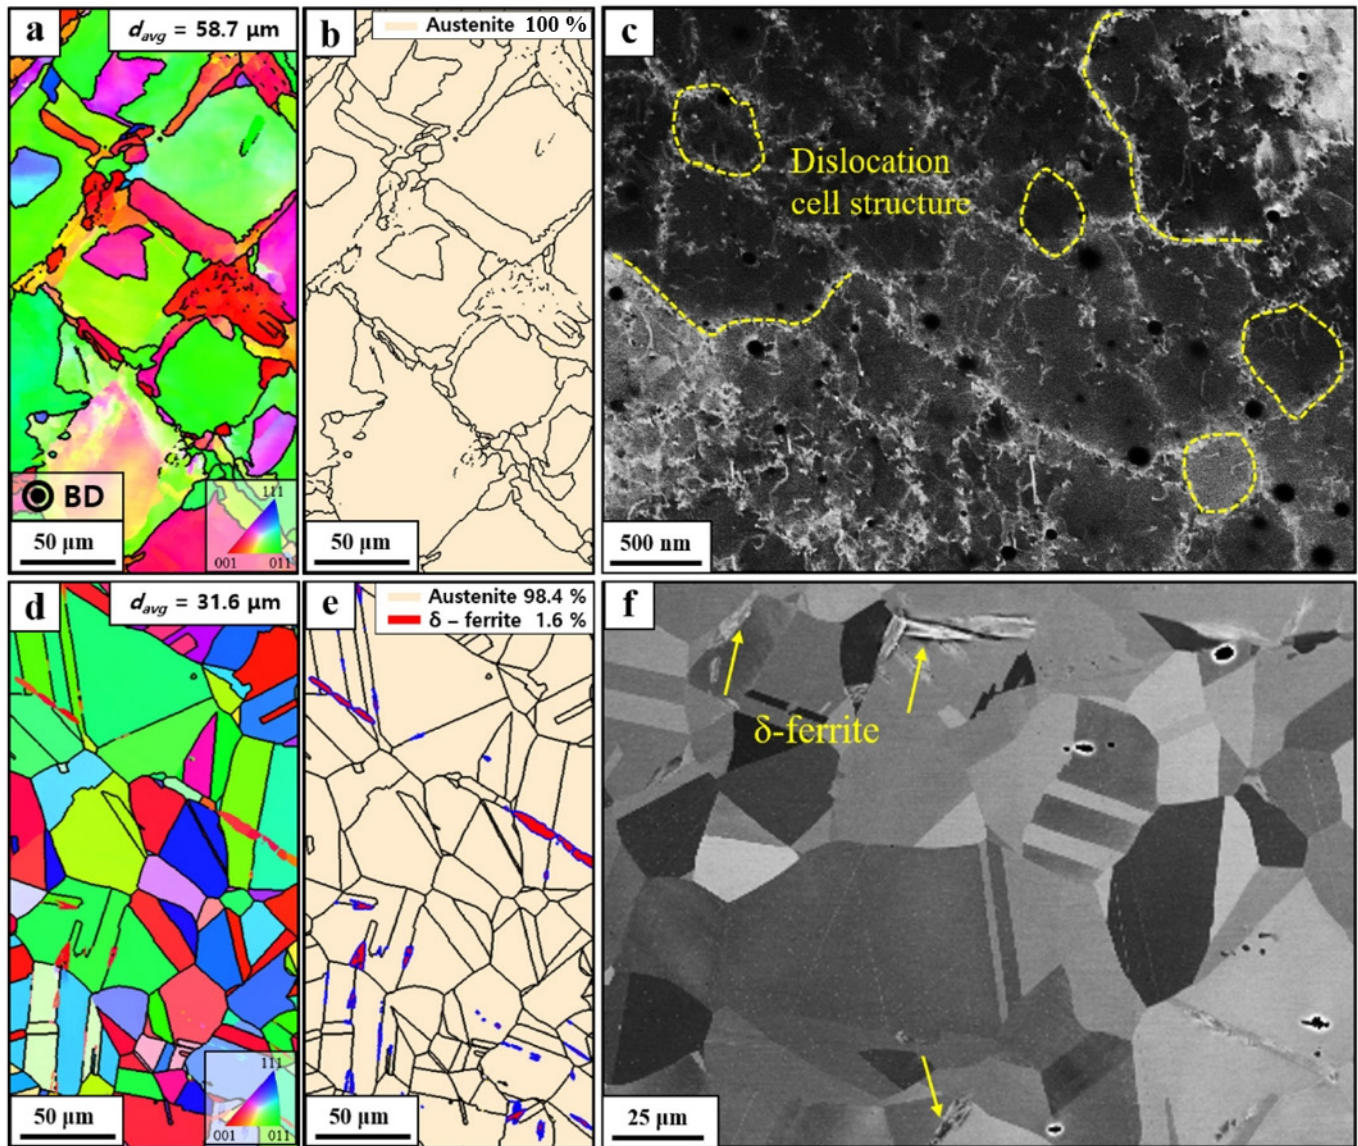 a
d_avg = 58.7 μm
BD
111
001 011
50 μm
b
Austenite 100 %
50 μm
c
Dislocation
cell structure
500 nm
d
d_avg = 31.6 μm
111
001 011
50 μm
e
Austenite 98.4 %
δ – ferrite 1.6 %
50 μm
f
δ-ferrite
25 μm